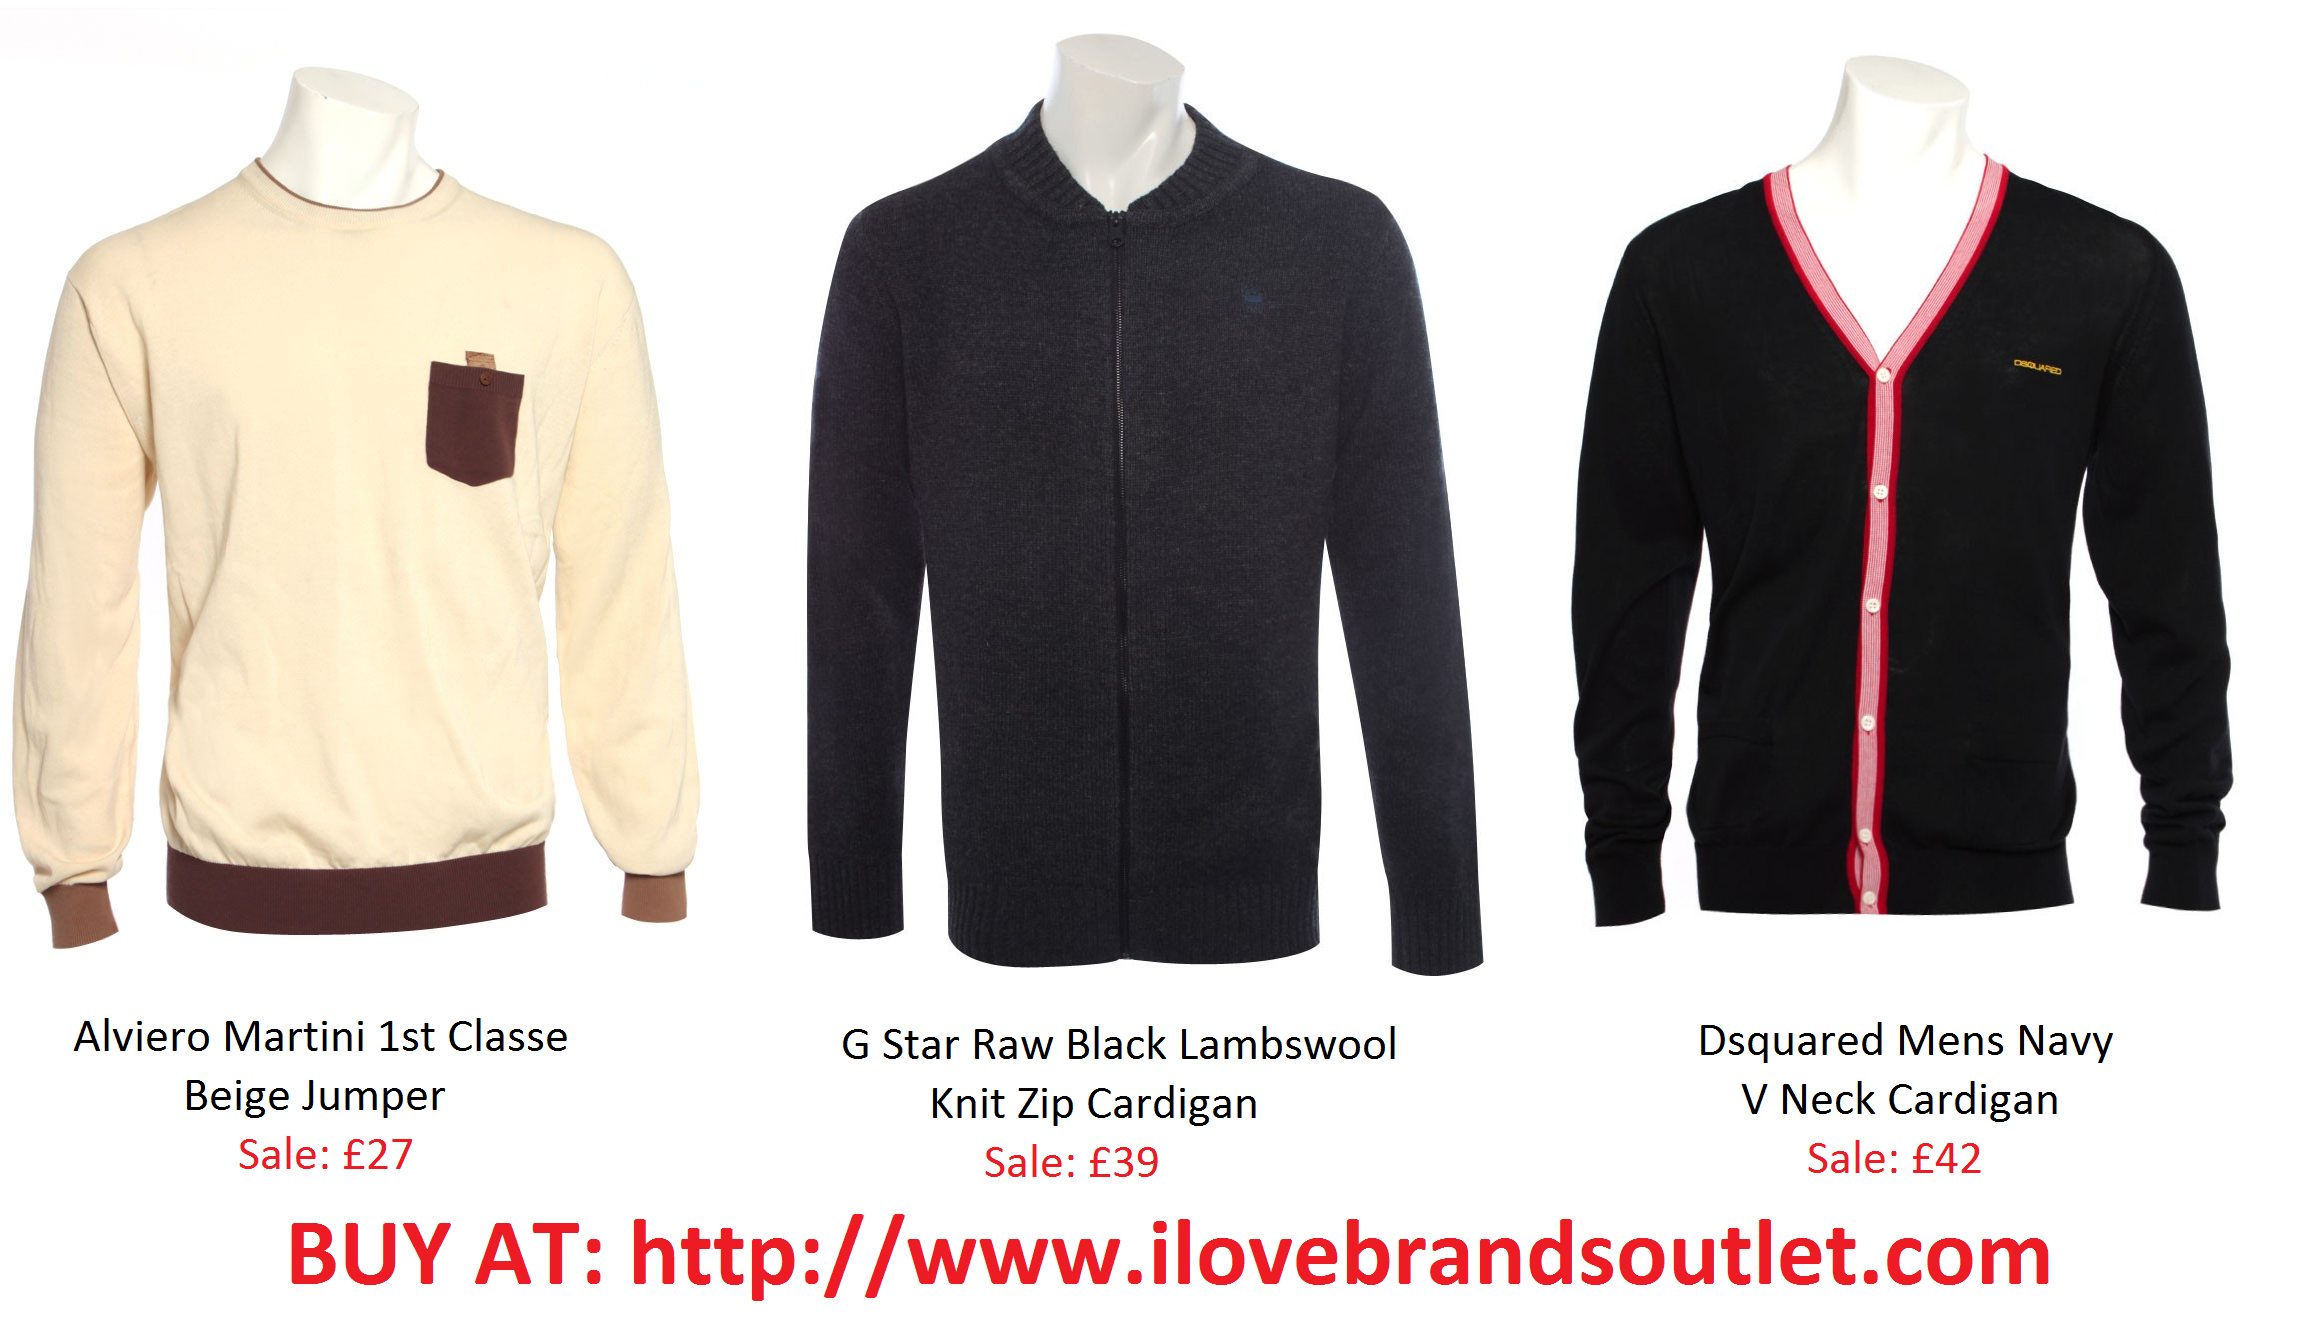 DSQUARED
Alviero Martini 1st Classe
Beige Jumper
Sale: £27
G Star Raw Black Lambswool
Knit Zip Cardigan
Sale: £39
Dsquared Mens Navy
V Neck Cardigan
Sale: £42
BUY AT: http://www.ilovebrandsoutlet.com